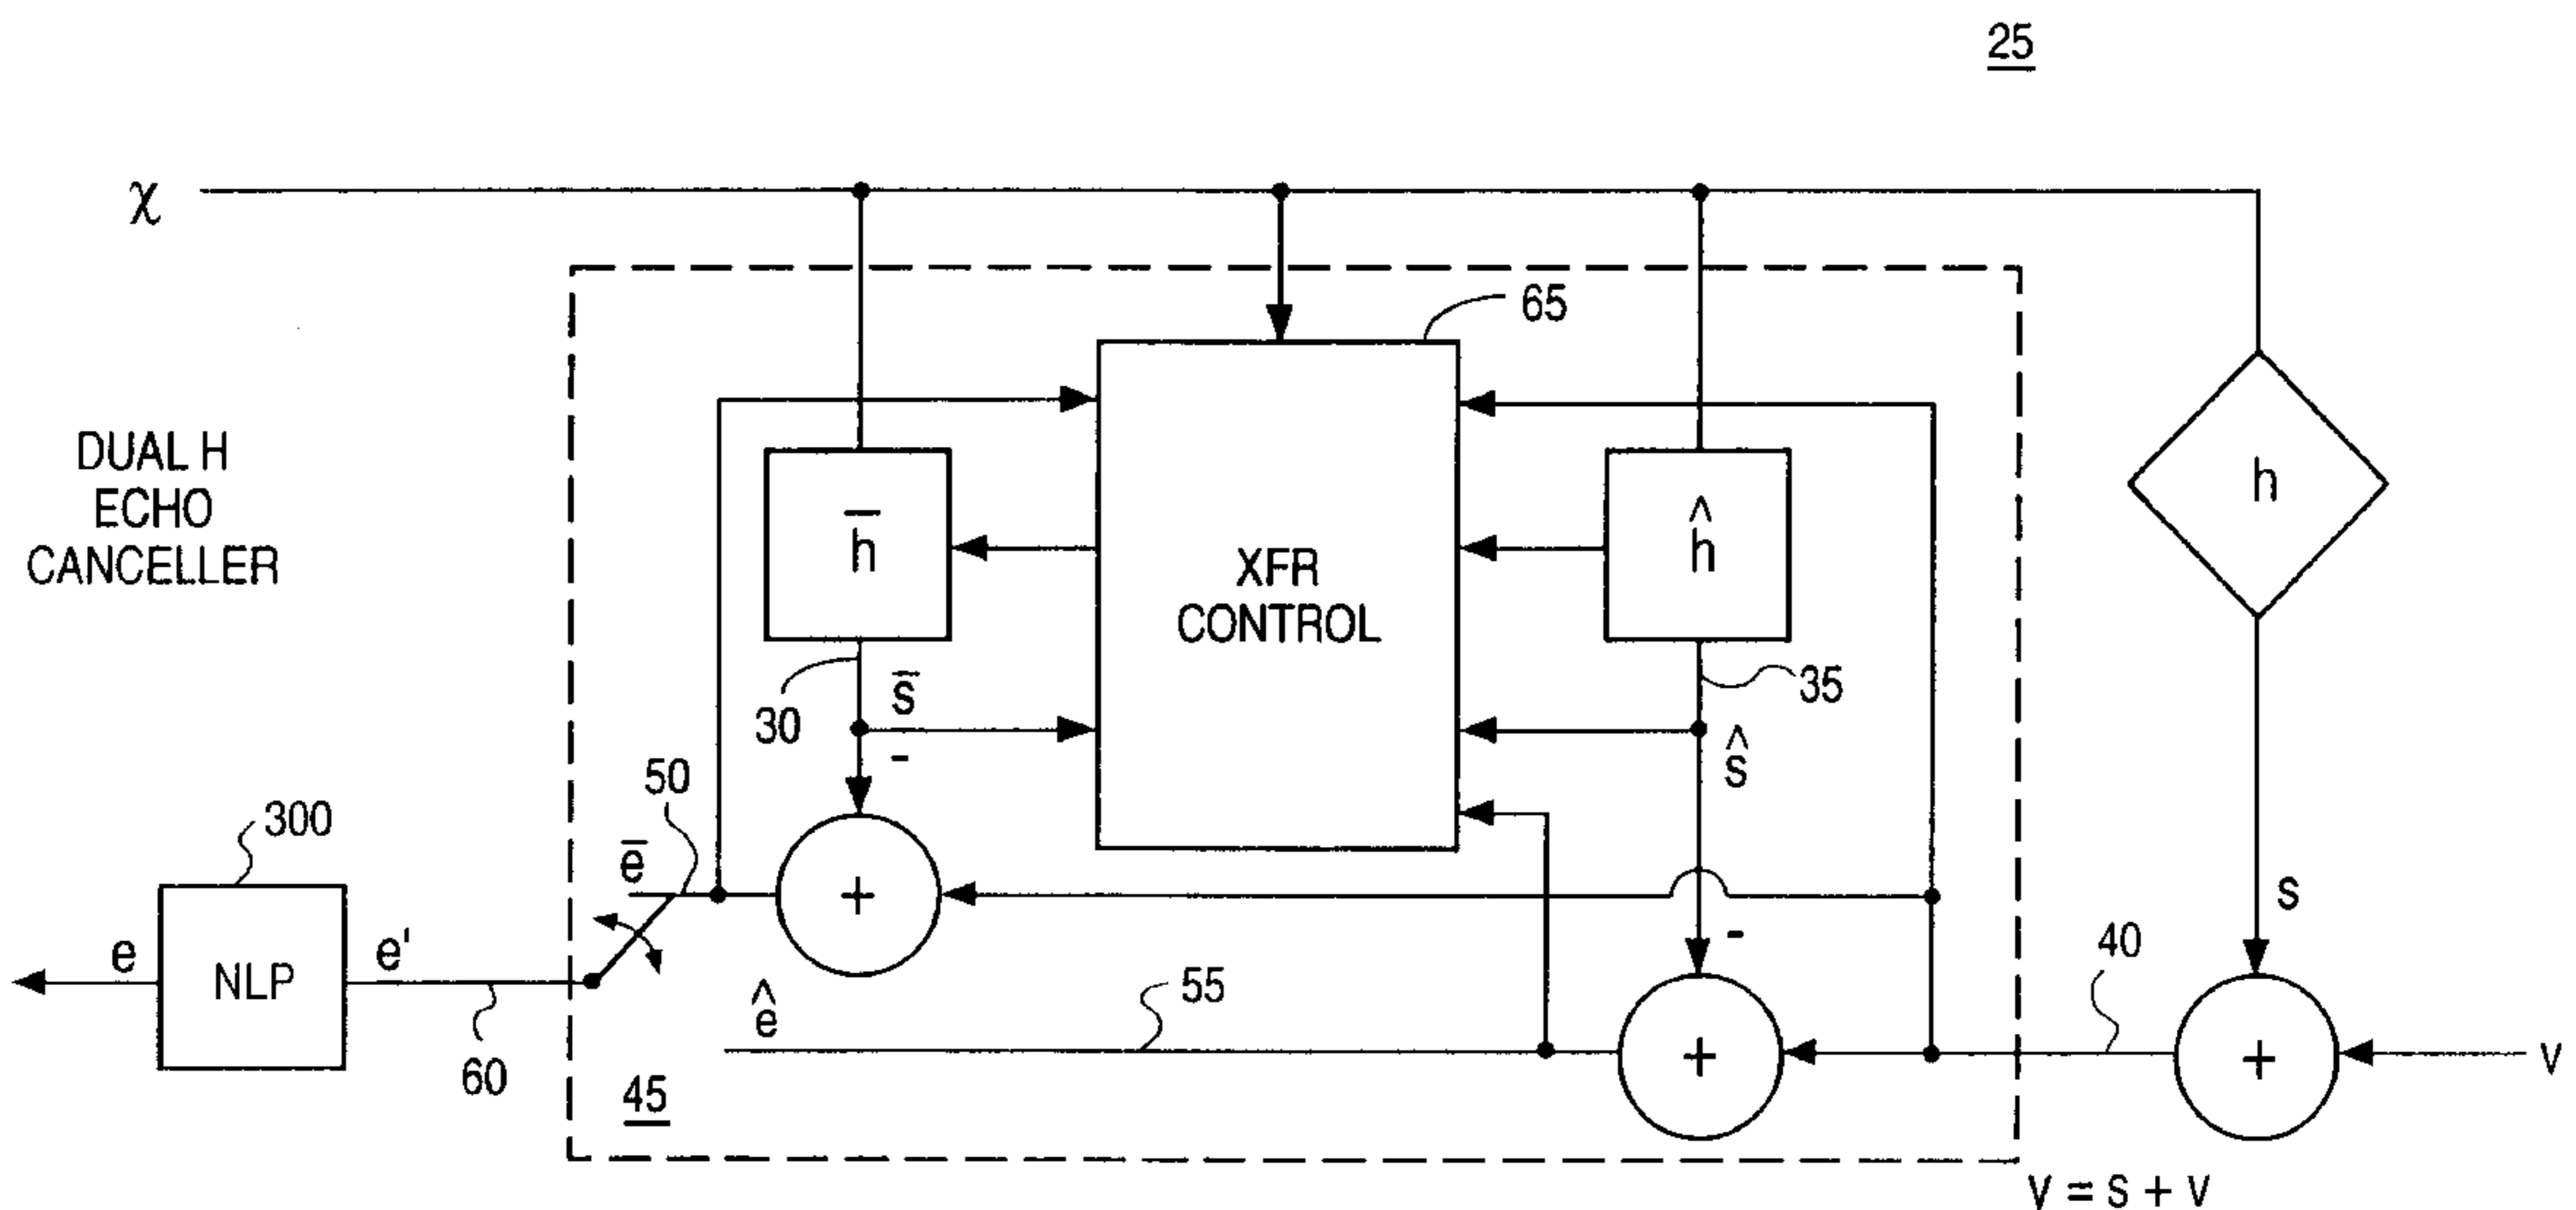 25
χ
65
DUAL H
ECHO
CANCELLER
h̄
XFR
CONTROL
ĥ
h
30
s̄
-
35
ŝ
50
300
ē
-
s
40
e
NLP
e'
+
ê
55
+
+
v
60
45
v = s + v